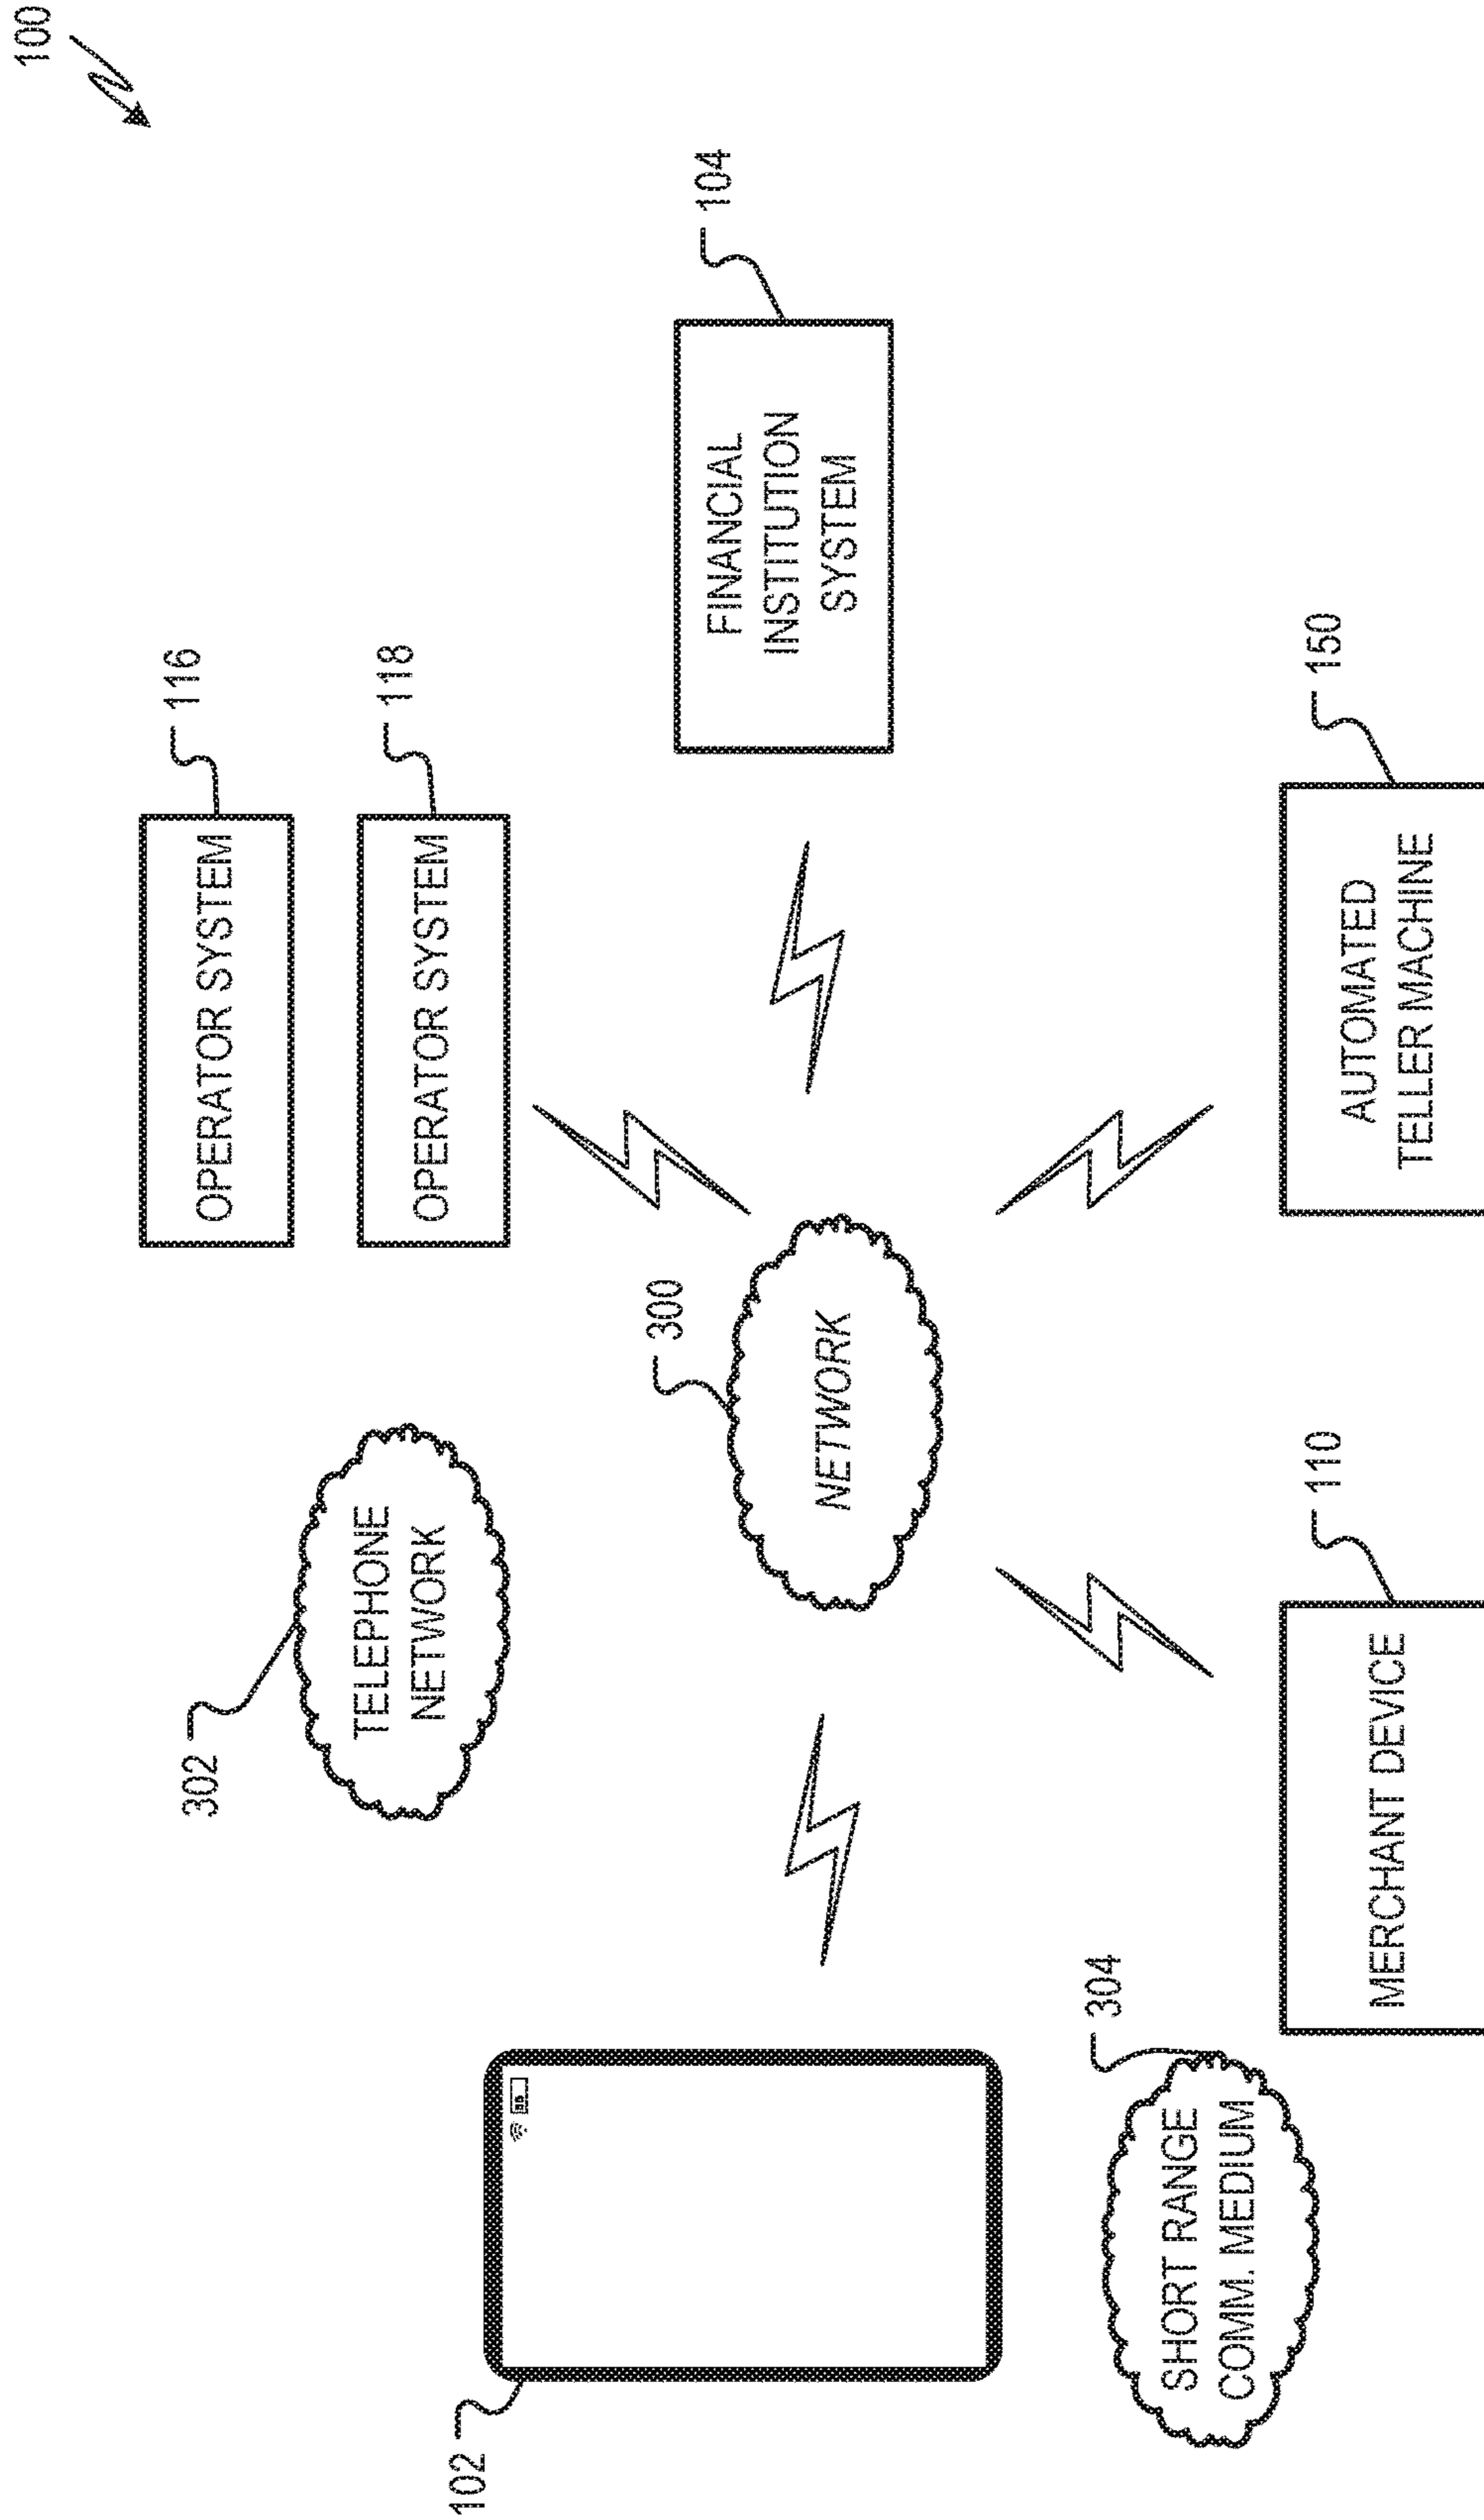 100
OPERATOR SYSTEM
116
302
TELEPHONE
NETWORK
OPERATOR SYSTEM
118
102
300
NETWORK
FINANCIAL
INSTITUTION
SYSTEM
104
304
SHORT RANGE
COMM. MEDIUM
MERCHANT DEVICE
110
AUTOMATED
TELLER MACHINE
150